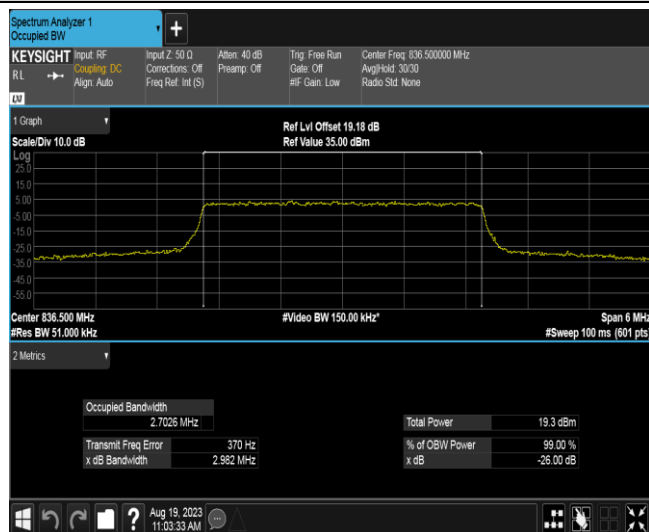 Spectrum Analyzer 1
Occupied BW
+
KEYSIGHT
RL
LXI
Input: RF
Coupling: DC
Align: Auto
Input Z: 50 Ω
Corrections: Off
Freq Ref: Int (S)
Atten: 40 dB
Preamp: Off
Trig: Free Run
Gate: Off
#IF Gain: Low
Center Freq: 836.500000 MHz
Avg|Hold: 30/30
Radio Std: None
1 Graph
Scale/Div 10.0 dB
Ref Lvl Offset 19.18 dB
Ref Value 35.00 dBm
Log
25.0
15.0
5.00
-5.00
-15.0
-25.0
-35.0
-45.0
-55.0
Center 836.500 MHz
#Res BW 51.000 kHz
#Video BW 150.00 kHz*
Span 6 MHz
#Sweep 100 ms (601 pts)
2 Metrics
Occupied Bandwidth
2.7026 MHz
Transmit Freq Error 370 Hz
x dB Bandwidth 2.982 MHz
Total Power 19.3 dBm
% of OBW Power 99.00 %
x dB -26.00 dB
?
Aug 19, 2023
11:03:33 AM